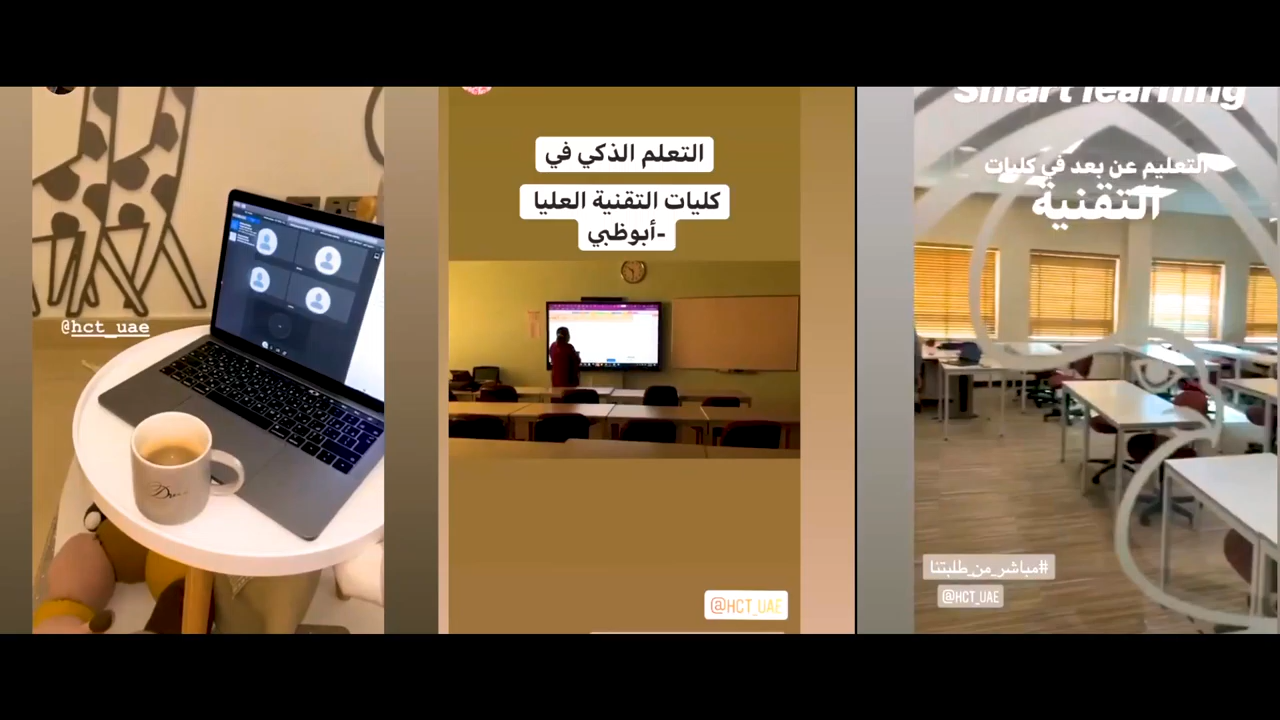 @hct_uae
التعلم الذكي في
كليات التقنية العليا
-أبوظبي
@HCT_UAE
Smart learning
التعليم عن بعد في كليات
التقنية
#مباشر_من_طلبتنا
@HCT_UAE